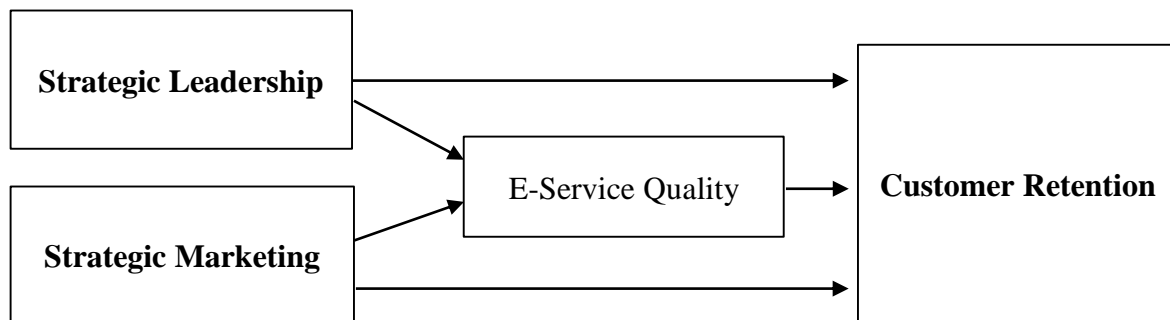 Strategic Leadership
E-Service Quality
Customer Retention
Strategic Marketing